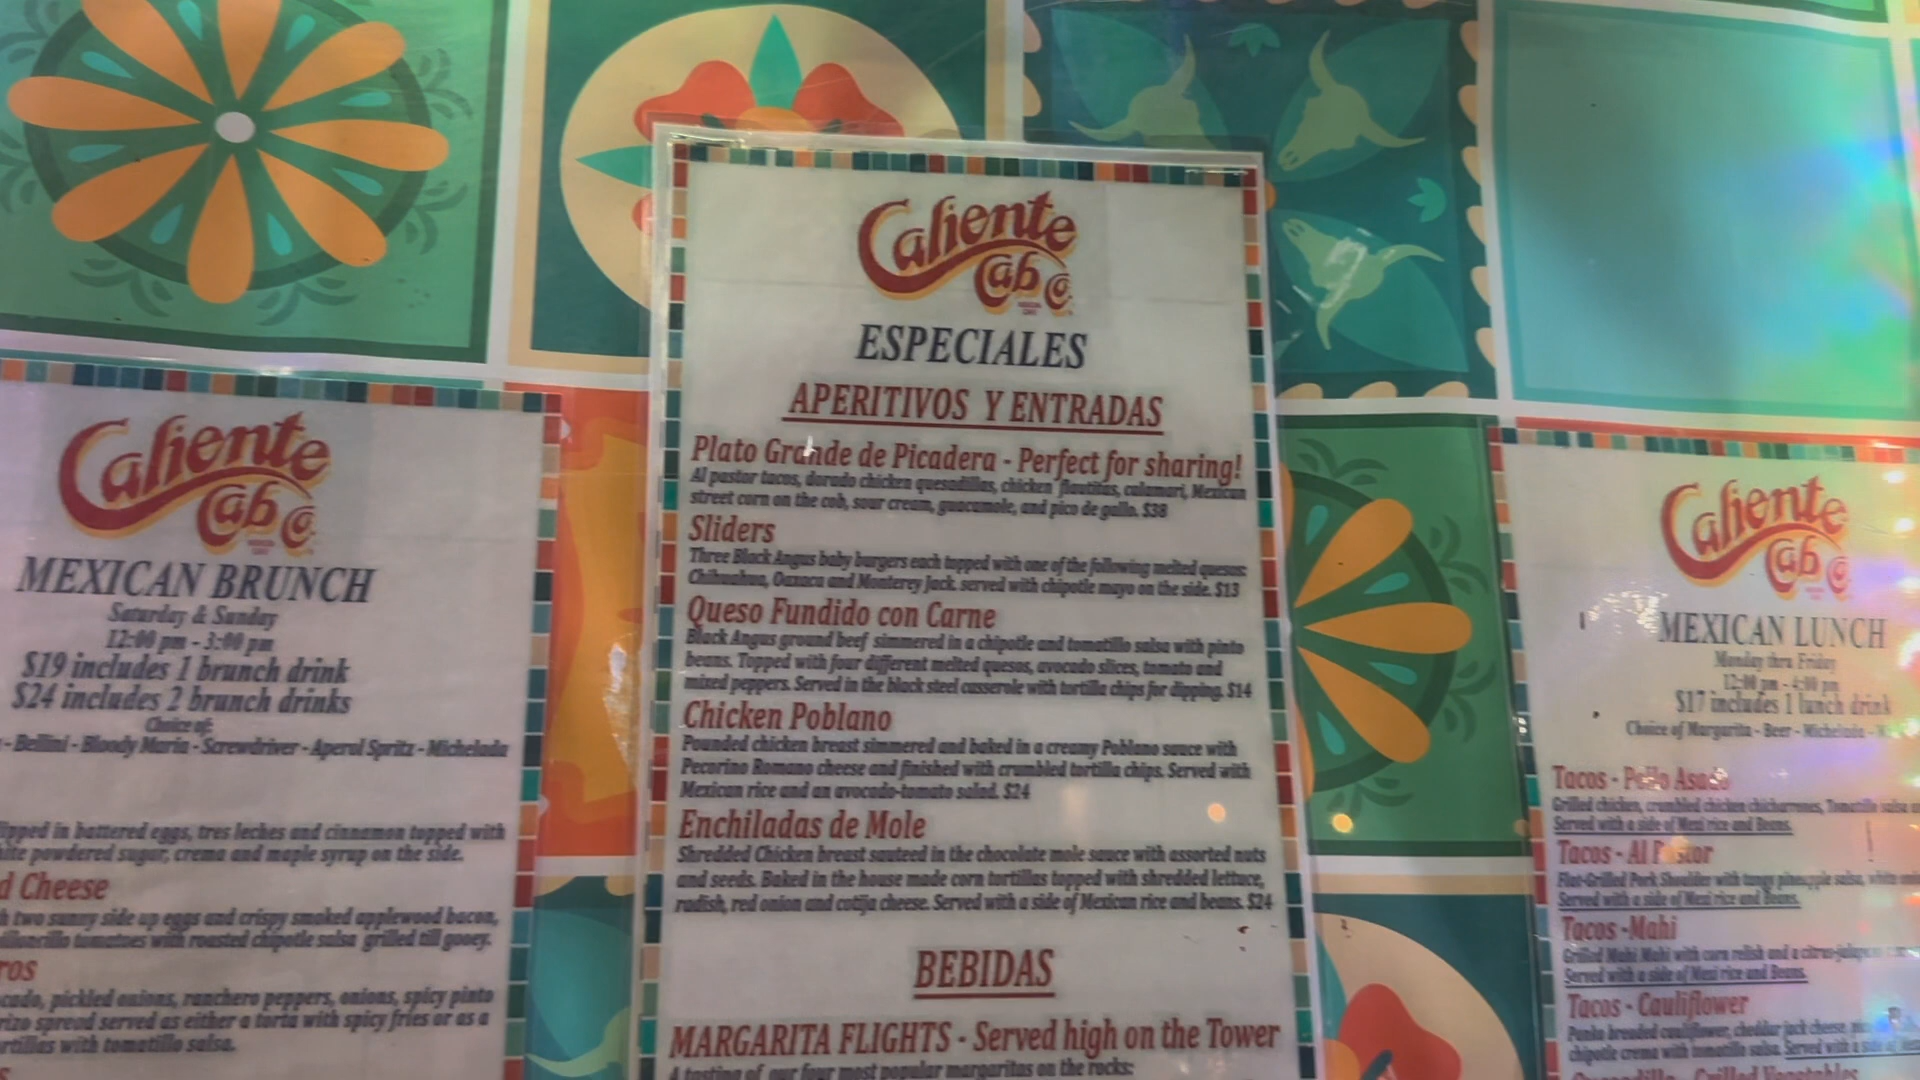 Caliente
Cab Co.
MEXICAN BRUNCH
Saturday & Sunday
12:00 pm - 3:00 pm
$19 includes 1 brunch drink
$24 includes 2 brunch drinks
Choice of:
- Bellini - Bloody Maria - Screwdriver - Aperol Spritz - Michelada
dipped in battered eggs, tres leches and cinnamon topped with
powdered sugar, crema and maple syrup on the side.
d Cheese
two sunny side up eggs and crispy smoked applewood bacon,
tomatoes with roasted chipotle salsa grilled till gooey.
ros
pickled onions, ranchero peppers, onions, spicy pinto
spread served as either a torta with spicy fries or as a
with tomatillo salsa.
Caliente
Cab Co.
ESPECIALES
APERITIVOS Y ENTRADAS
Plato Grande de Picadera - Perfect for sharing!
Al pastor tacos, dorado chicken quesadillas, chicken flautitas, calamari, Mexican
street corn on the cob, sour cream, guacamole, and pico de gallo. $38
Sliders
Three Black Angus baby burgers each topped with one of the following melted quesos:
Chihuahua, Oaxaca and Monterey Jack. served with chipotle mayo on the side. $13
Queso Fundido con Carne
Black Angus ground beef simmered in a chipotle and tomatillo salsa with pinto
beans. Topped with four different melted quesos, avocado slices, tomato and
mixed peppers. Served in the black steel casserole with tortilla chips for dipping. $14
Chicken Poblano
Pounded chicken breast simmered and baked in a creamy Poblano sauce with
Pecorino Romano cheese and finished with crumbled tortilla chips. Served with
Mexican rice and an avocado-tomato salad. $24
Enchiladas de Mole
Shredded Chicken breast sauteed in the chocolate mole sauce with assorted nuts
and seeds. Baked in the house made corn tortillas topped with shredded lettuce,
radish, red onion and cotija cheese. Served with a side of Mexican rice and beans. $24
BEBIDAS
MARGARITA FLIGHTS - Served high on the Tower
A tasting of our four most popular margaritas on the rocks:
Caliente
Cab C
MEXICAN LUNCH
Monday thru Friday
12:00 pm - 4:00 pm
$17 includes 1 lunch drink
Choice of Margarita - Beer - Michelada -
Tacos - Pollo Asado
Grilled chicken, crumbled chicken chicharrones, Tomatillo salsa
Served with a side of Mexi rice and Beans.
Tacos - Al Pastor
Flat-Grilled Pork Shoulder with tangy pineapple salsa, white
Served with a side of Mexi rice and Beans.
Tacos -Mahi
Grilled Mahi Mahi with corn relish and a citrus-jalapeno
Served with a side of Mexi rice and Beans.
Tacos - Cauliflower
Panko breaded cauliflower, cheddar jack cheese,
chipotle crema with tomatillo salsa. Served with a side of
Quesadilla - Grilled Vegetables